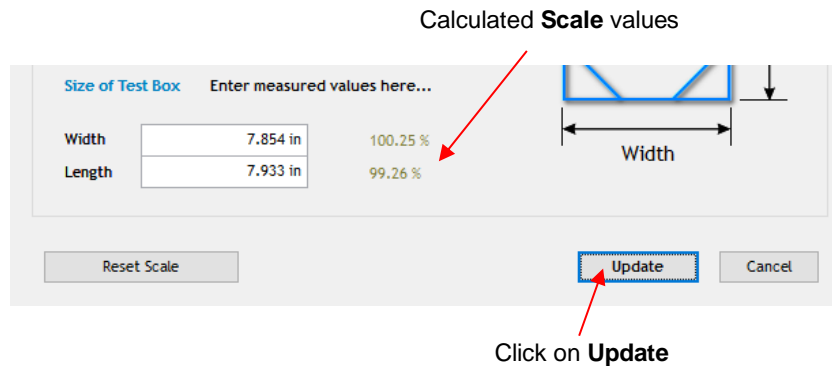 Calculated Scale values
Size of Test Box Enter measured values here...
Width 7.854 in 100.25 %
Width
Length 7.933 in 99.26 %
Reset Scale Update Cancel
Click on Update